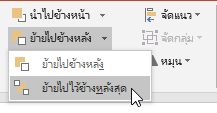 นำไปข้างหน้า
จัดแนว
ย้ายไปข้างหลัง
จัดกลุ่ม
หมุน
ย้ายไปข้างหลัง
ย้ายไปไว้ข้างหลังสุด